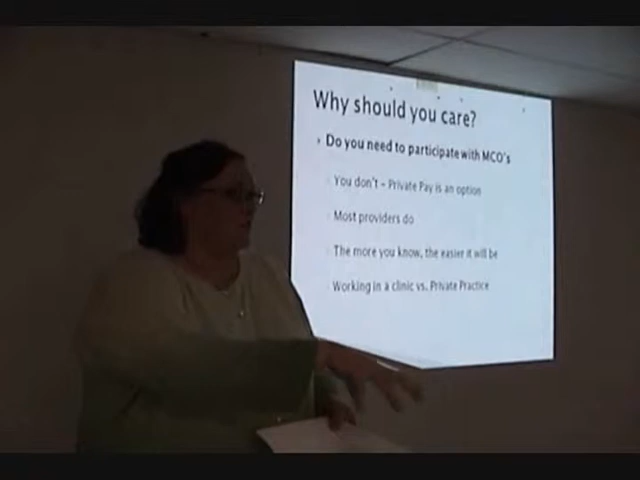 Why should you care?
Do you need to participate with MCO's
You don't – Private Pay is an option
Most providers do
The more you know, the easier it will be
Working in a clinic vs. Private Practice